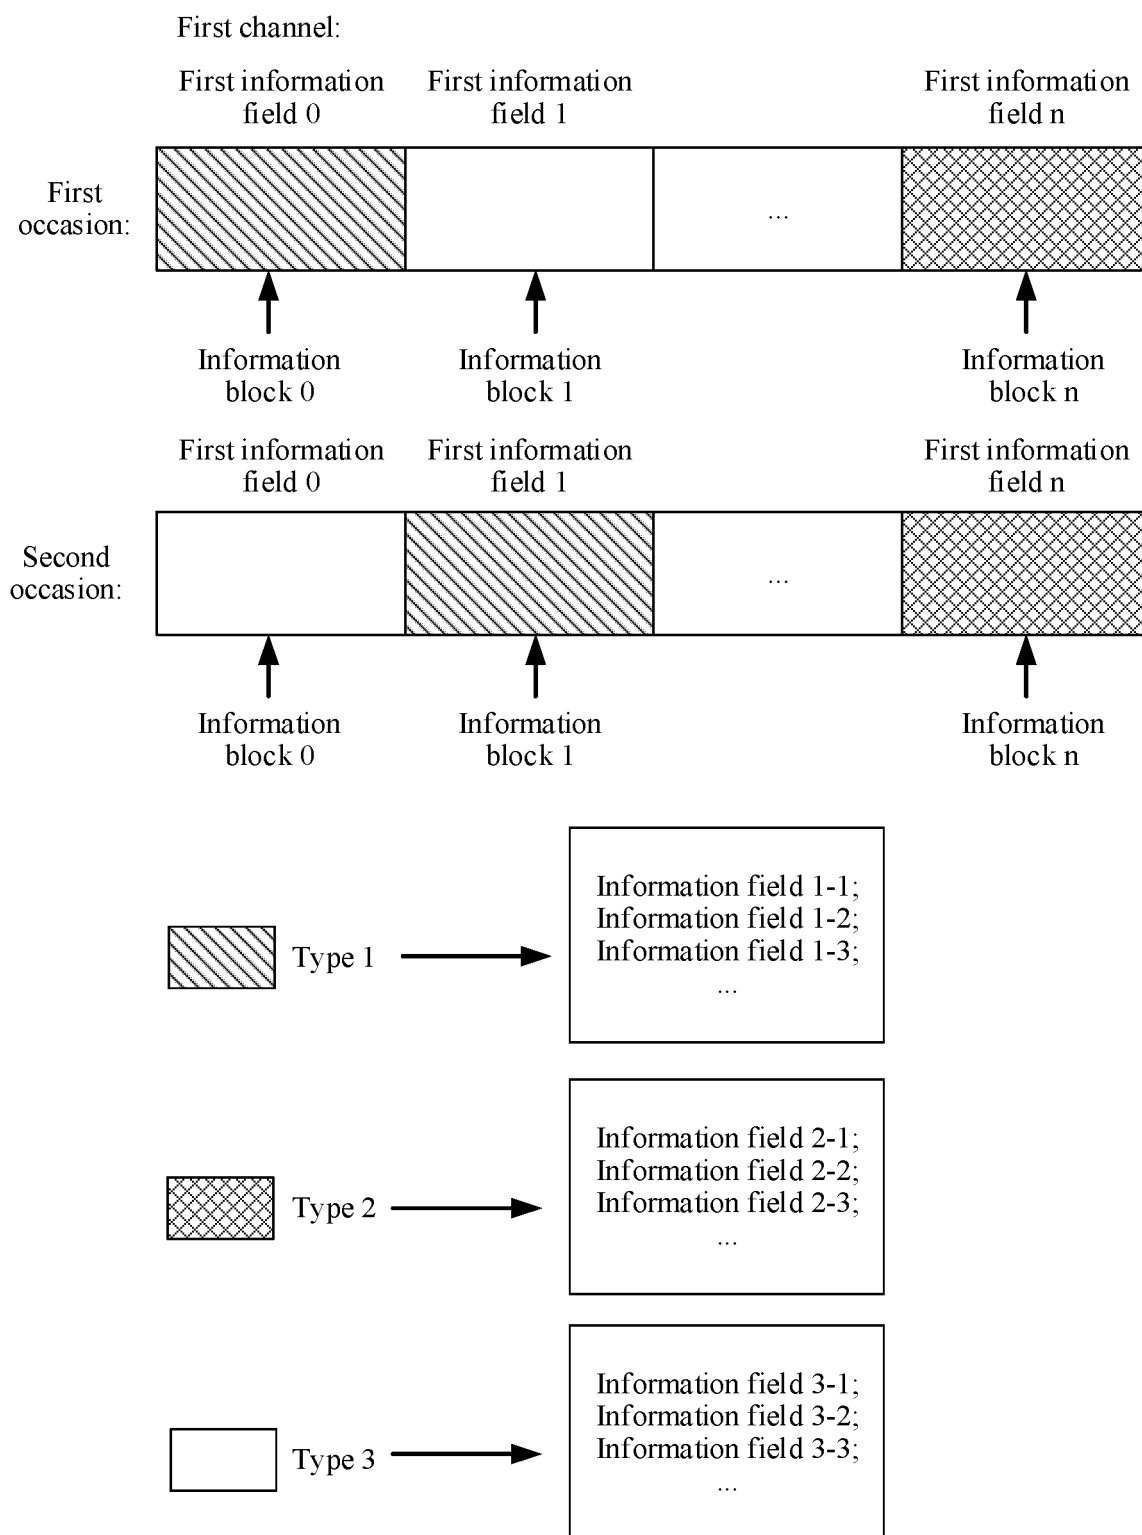 First channel:
First information
field 0
First information
field 1
First information
field n
First
occasion:
...
Information
block 0
Information
block 1
Information
block n
First information
field 0
First information
field 1
First information
field n
Second
occasion:
...
Information
block 0
Information
block 1
Information
block n
Type 1
Information field 1-1;
Information field 1-2;
Information field 1-3;
...
Type 2
Information field 2-1;
Information field 2-2;
Information field 2-3;
...
Type 3
Information field 3-1;
Information field 3-2;
Information field 3-3;
...